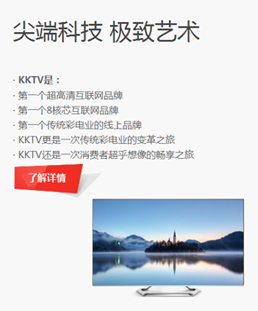 尖端科技 极致艺术
· KKTV是：
· 第一个超高清互联网品牌
· 第一个8核芯互联网品牌
· 第一个传统彩电业的线上品牌
· KKTV更是一次传统彩电业的变革之旅
· KKTV还是一次消费者超乎想像的畅享之旅
了解详情